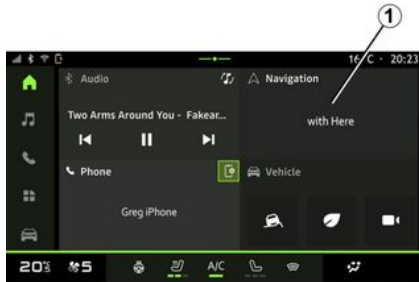 1
16°C · 20:23
Audio
Navigation
Two Arms Around You - Fakear...
with Here
Phone
Vehicle
Greg iPhone
20
5
A/C